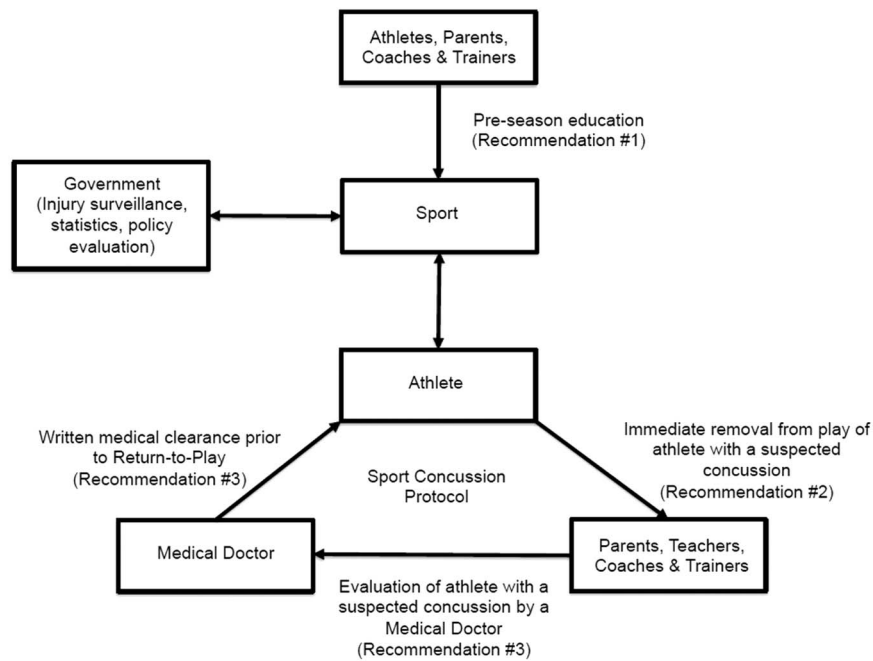 Athletes, Parents,
Coaches & Trainers
Pre-season education
(Recommendation #1)
Government
(Injury surveillance,
statistics, policy
evaluation)
Sport
Athlete
Written medical clearance prior
to Return-to-Play
(Recommendation #3)
Immediate removal from play of
athlete with a suspected
concussion
(Recommendation #2)
Sport Concussion
Protocol
Medical Doctor
Parents, Teachers,
Coaches & Trainers
Evaluation of athlete with a
suspected concussion by a
Medical Doctor
(Recommendation #3)